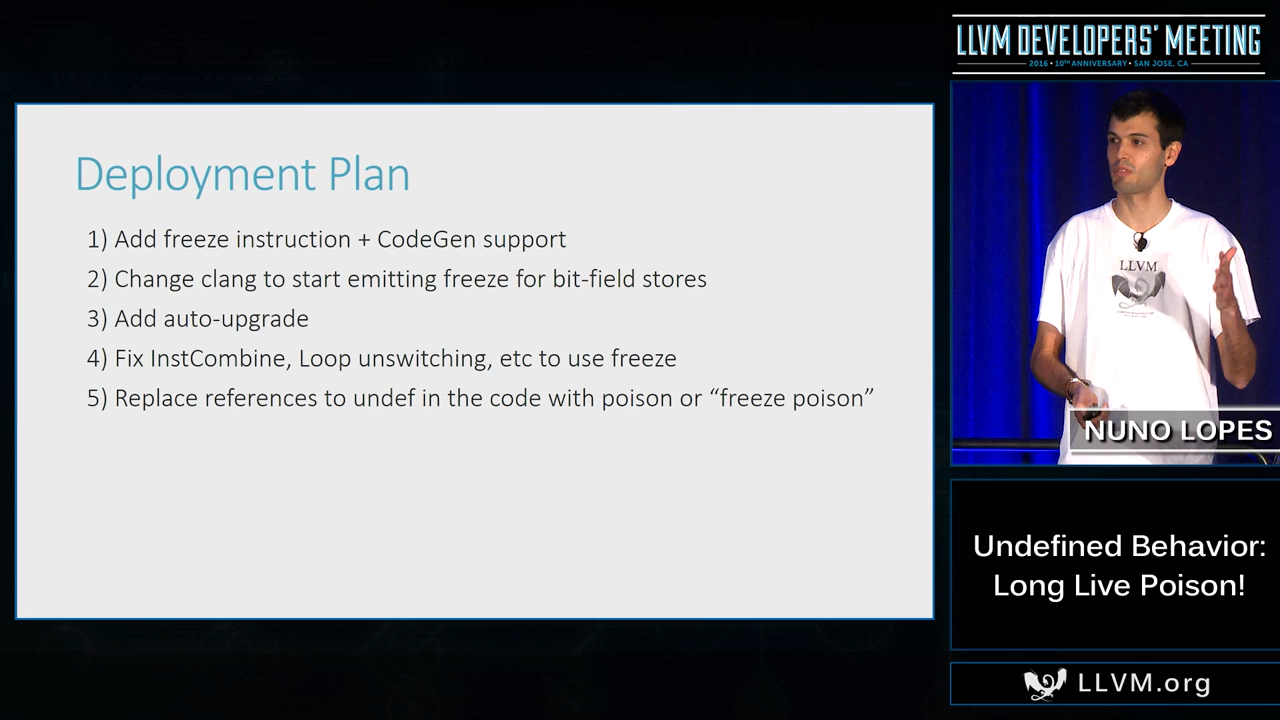 LLVM DEVELOPERS' MEETING
2016 • 10TH ANNIVERSARY • SAN JOSE, CA
Deployment Plan
1) Add freeze instruction + CodeGen support
2) Change clang to start emitting freeze for bit-field stores
3) Add auto-upgrade
4) Fix InstCombine, Loop unswitching, etc to use freeze
5) Replace references to undef in the code with poison or “freeze poison”
LLVM
NUNO LOPES
Undefined Behavior:
Long Live Poison!
LLVM.org